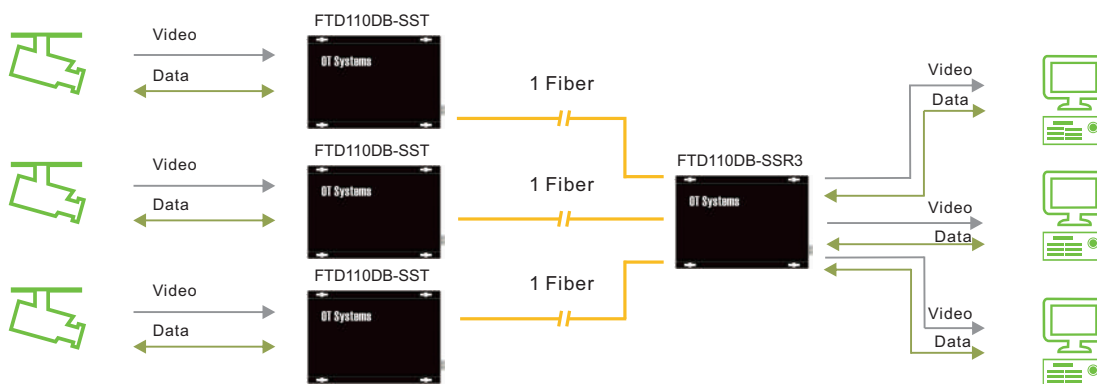 FTD110DB-SST
Video
Data
OT Systems
1 Fiber
Video
Data
FTD110DB-SST
Video
Data
OT Systems
1 Fiber
FTD110DB-SSR3
OT Systems
Video
Data
FTD110DB-SST
Video
Data
OT Systems
1 Fiber
Video
Data